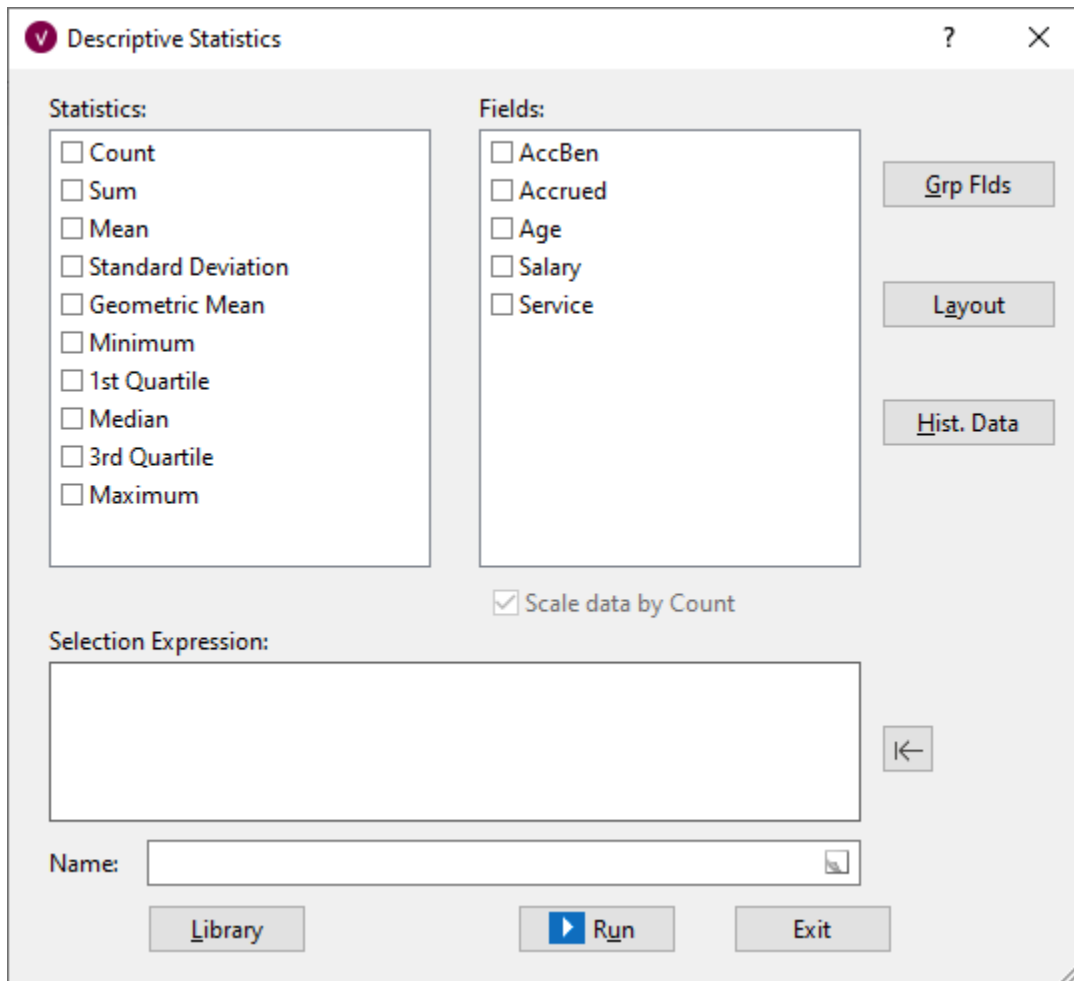 V Descriptive Statistics ?
Statistics:
Count
Sum
Mean
Standard Deviation
Geometric Mean
Minimum
1st Quartile
Median
3rd Quartile
Maximum
Fields:
AccBen
Accrued
Age
Salary
Service
Scale data by Count
Grp Flds
Layout
Hist. Data
Selection Expression:
Name:
Library
Run
Exit